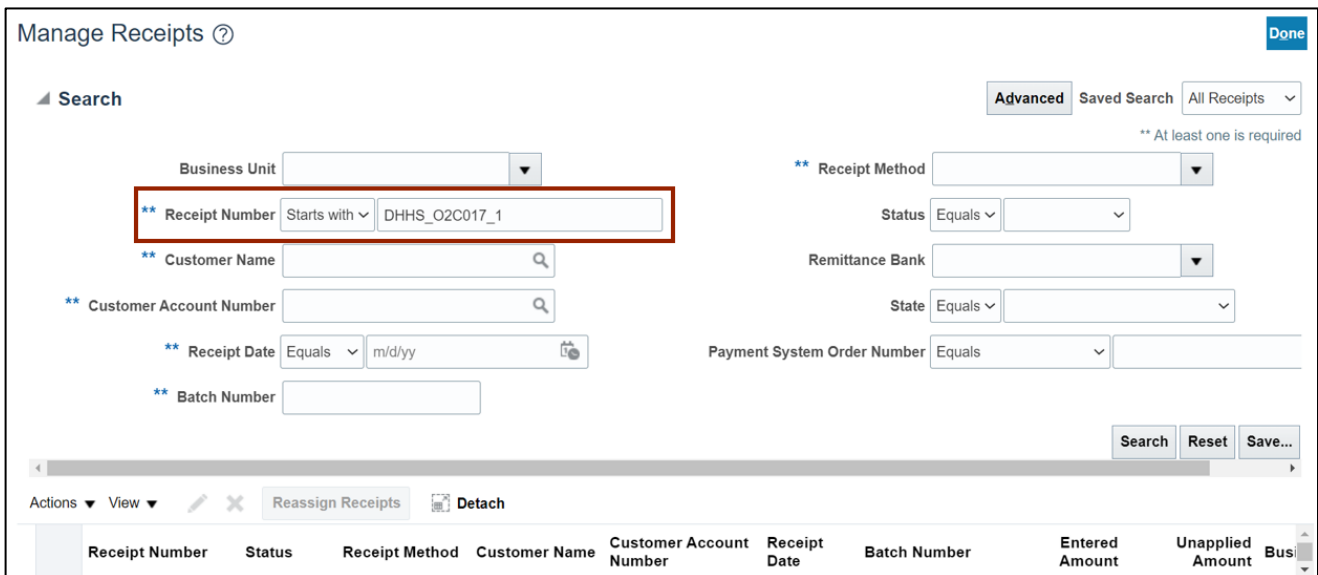 Manage Receipts ?
Done
Search
Advanced Saved Search All Receipts
** At least one is required
Business Unit
** Receipt Method
** Receipt Number Starts with DHHS_O2C017_1
Status Equals
** Customer Name
Remittance Bank
** Customer Account Number
State Equals
** Receipt Date Equals m/d/yy
Payment System Order Number Equals
** Batch Number
Search Reset Save...
Actions View Reassign Receipts Detach
Receipt Number Status Receipt Method Customer Name Customer Account Number Receipt Date Batch Number Entered Amount Unapplied Amount Busi